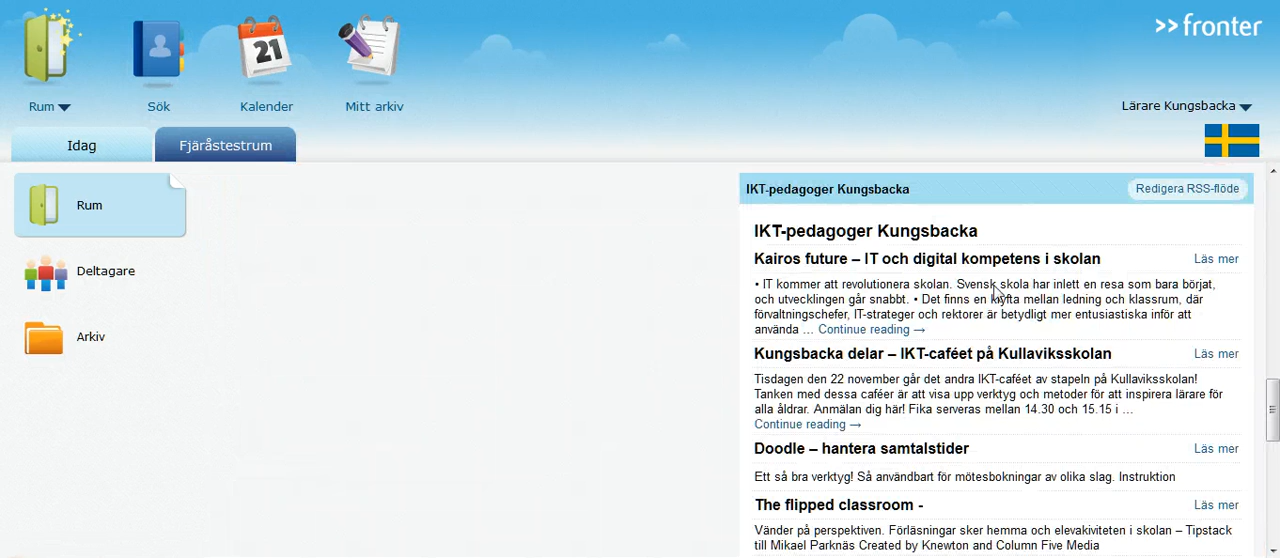 >>fronter
21
Rum
Sök
Kalender
Mitt arkiv
Lärare Kungsbacka
Idag
Fjäråstestrum
Rum
Deltagare
Arkiv
IKT-pedagoger Kungsbacka
Redigera RSS-flöde
IKT-pedagoger Kungsbacka
Kairos future – IT och digital kompetens i skolan
Läs mer
• IT kommer att revolutionera skolan. Svensk skola har inlett en resa som bara börjat,
och utvecklingen går snabbt. • Det finns en klyfta mellan ledning och klassrum, där
förvaltningschefer, IT-strateger och rektorer är betydligt mer entusiastiska inför att
använda … Continue reading →
Kungsbacka delar – IKT-caféet på Kullaviksskolan
Läs mer
Tisdagen den 22 november går det andra IKT-caféet av stapeln på Kullaviksskolan!
Tanken med dessa caféer är att visa upp verktyg och metoder för att inspirera lärare för
alla åldrar. Anmälan dig här! Fika serveras mellan 14.30 och 15.15 i …
Continue reading →
Doodle – hantera samtalstider
Läs mer
Ett så bra verktyg! Så användbart för mötesbokningar av olika slag. Instruktion
The flipped classroom -
Läs mer
Vänder på perspektiven. Förläsningar sker hemma och elevakiviteten i skolan – Tipstack
till Mikael Parknäs Created by Knewton and Column Five Media